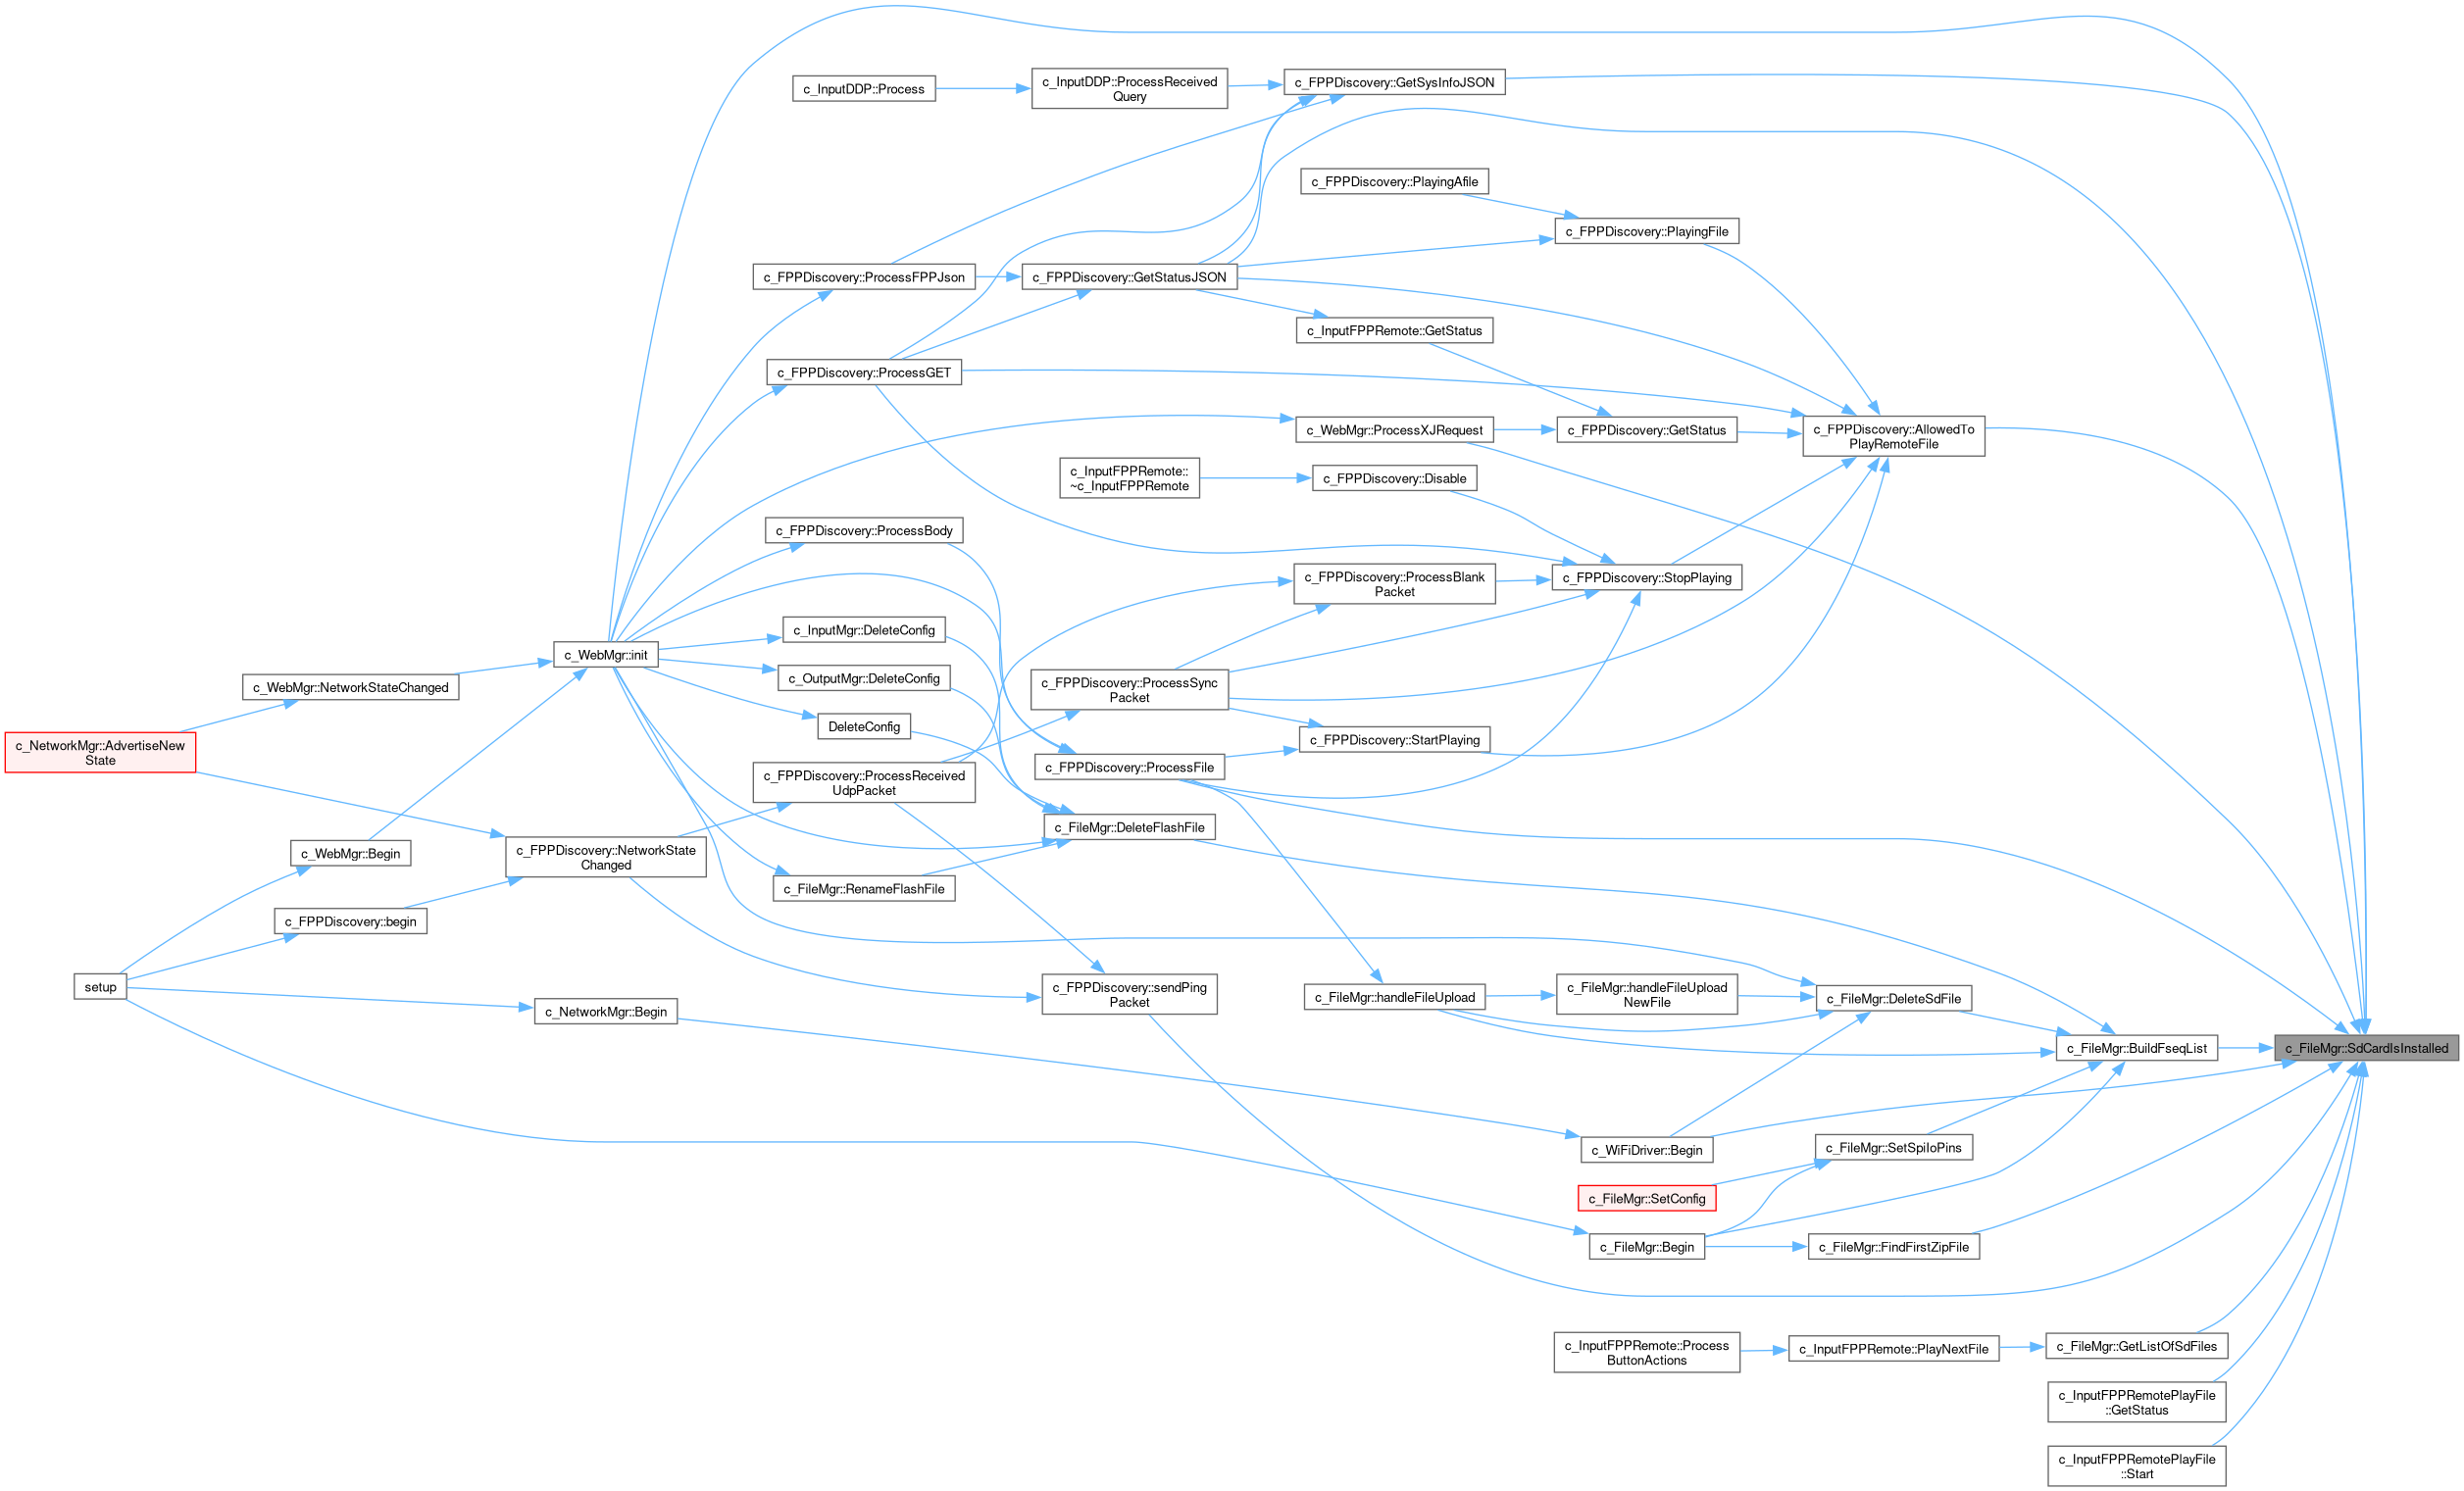 c_InputDDP::Process
c_InputDDP::ProcessReceived
Query
c_FPPDiscovery::GetSysInfoJSON
c_FPPDiscovery::PlayingAfile
c_FPPDiscovery::PlayingFile
c_FPPDiscovery::ProcessFPPJson
c_FPPDiscovery::GetStatusJSON
c_InputFPPRemote::GetStatus
c_FPPDiscovery::ProcessGET
c_WebMgr::ProcessXJRequest
c_FPPDiscovery::GetStatus
c_FPPDiscovery::AllowedTo
PlayRemoteFile
c_InputFPPRemote::
~c_InputFPPRemote
c_FPPDiscovery::Disable
c_FPPDiscovery::ProcessBody
c_FPPDiscovery::ProcessBlank
Packet
c_FPPDiscovery::StopPlaying
c_InputMgr::DeleteConfig
c_WebMgr::init
c_OutputMgr::DeleteConfig
c_WebMgr::NetworkStateChanged
c_FPPDiscovery::ProcessSync
Packet
DeleteConfig
c_FPPDiscovery::StartPlaying
c_NetworkMgr::AdvertiseNew
State
c_FPPDiscovery::ProcessFile
c_FPPDiscovery::ProcessReceived
UdpPacket
c_FileMgr::DeleteFlashFile
c_WebMgr::Begin
c_FPPDiscovery::NetworkState
Changed
c_FileMgr::RenameFlashFile
c_FPPDiscovery::begin
setup
c_FPPDiscovery::sendPing
Packet
c_FileMgr::handleFileUpload
c_FileMgr::handleFileUpload
NewFile
c_FileMgr::DeleteSdFile
c_NetworkMgr::Begin
c_FileMgr::BuildFseqList
c_FileMgr::SdCardIsInstalled
c_WiFiDriver::Begin
c_FileMgr::SetSpiIoPins
c_FileMgr::SetConfig
c_FileMgr::Begin
c_FileMgr::FindFirstZipFile
c_InputFPPRemote::Process
ButtonActions
c_InputFPPRemote::PlayNextFile
c_FileMgr::GetListOfSdFiles
c_InputFPPRemotePlayFile
::GetStatus
c_InputFPPRemotePlayFile
::Start